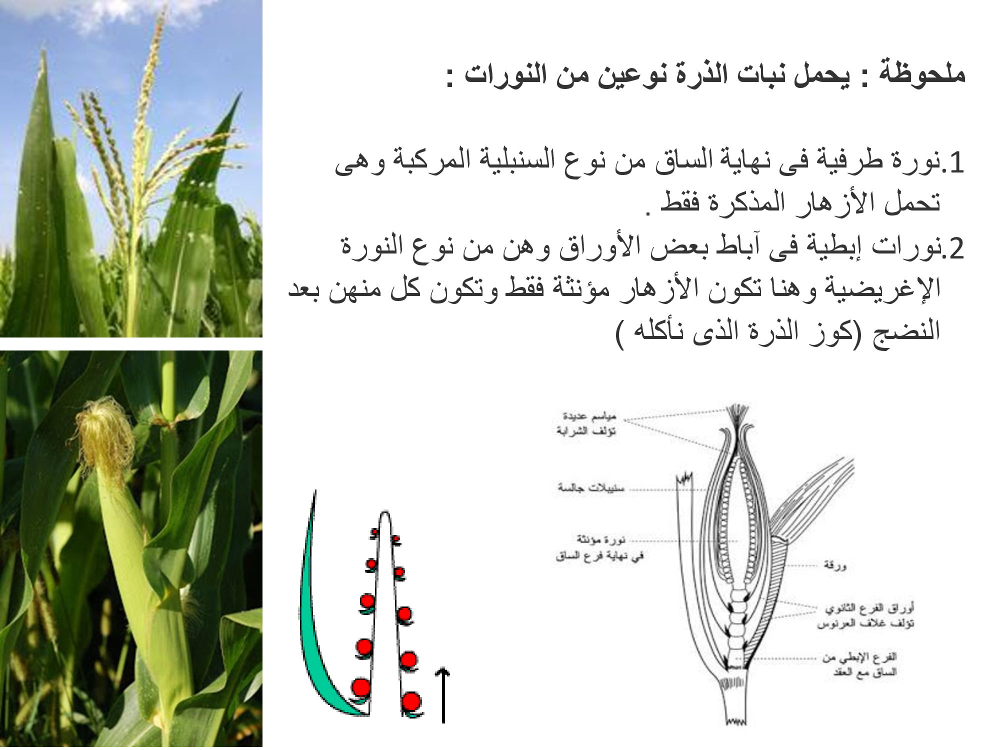 ملحوظة : يحمل نبات الذرة نوعين من النورات :
1.نورة طرفية فى نهاية الساق من نوع السنبلية المركبة وهى
تحمل الأزهار المذكرة فقط .
2.نورات إبطية فى آباط بعض الأوراق وهن من نوع النورة
الإغريضية وهنا تكون الأزهار مؤنثة فقط وتكون كل منهن بعد
النضج (كوز الذرة الذى نأكله )
مياسم عديدة
تؤلف الشرابة
سنيبلات جالسة
نورة مؤنثة
في نهاية فرع الساق
ورقة
أوراق الفرع الثانوي
تؤلف غلاف العرنوس
الفرع الإبطي من
الساق مع العقد